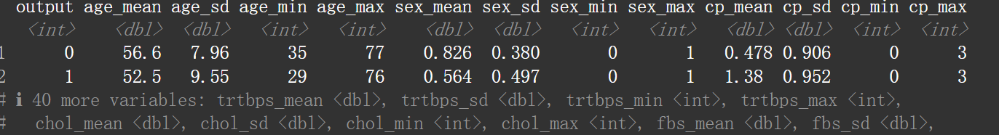 output age_mean age_sd age_min age_max sex_mean sex_sd sex_min sex_max cp_mean cp_sd cp_min cp_max
<int> <dbl> <dbl> <int> <int> <dbl> <dbl> <int> <int> <dbl> <dbl> <int> <int>
1 0 56.6 7.96 35 77 0.826 0.380 0 1 0.478 0.906 0 3
2 1 52.5 9.55 29 76 0.564 0.497 0 1 1.38 0.952 0 3
# ℹ 40 more variables: trtbps_mean <dbl>, trtbps_sd <dbl>, trtbps_min <int>, trtbps_max <int>,
# chol_mean <dbl>, chol_sd <dbl>, chol_min <int>, chol_max <int>, fbs_mean <dbl>, fbs_sd <dbl>,